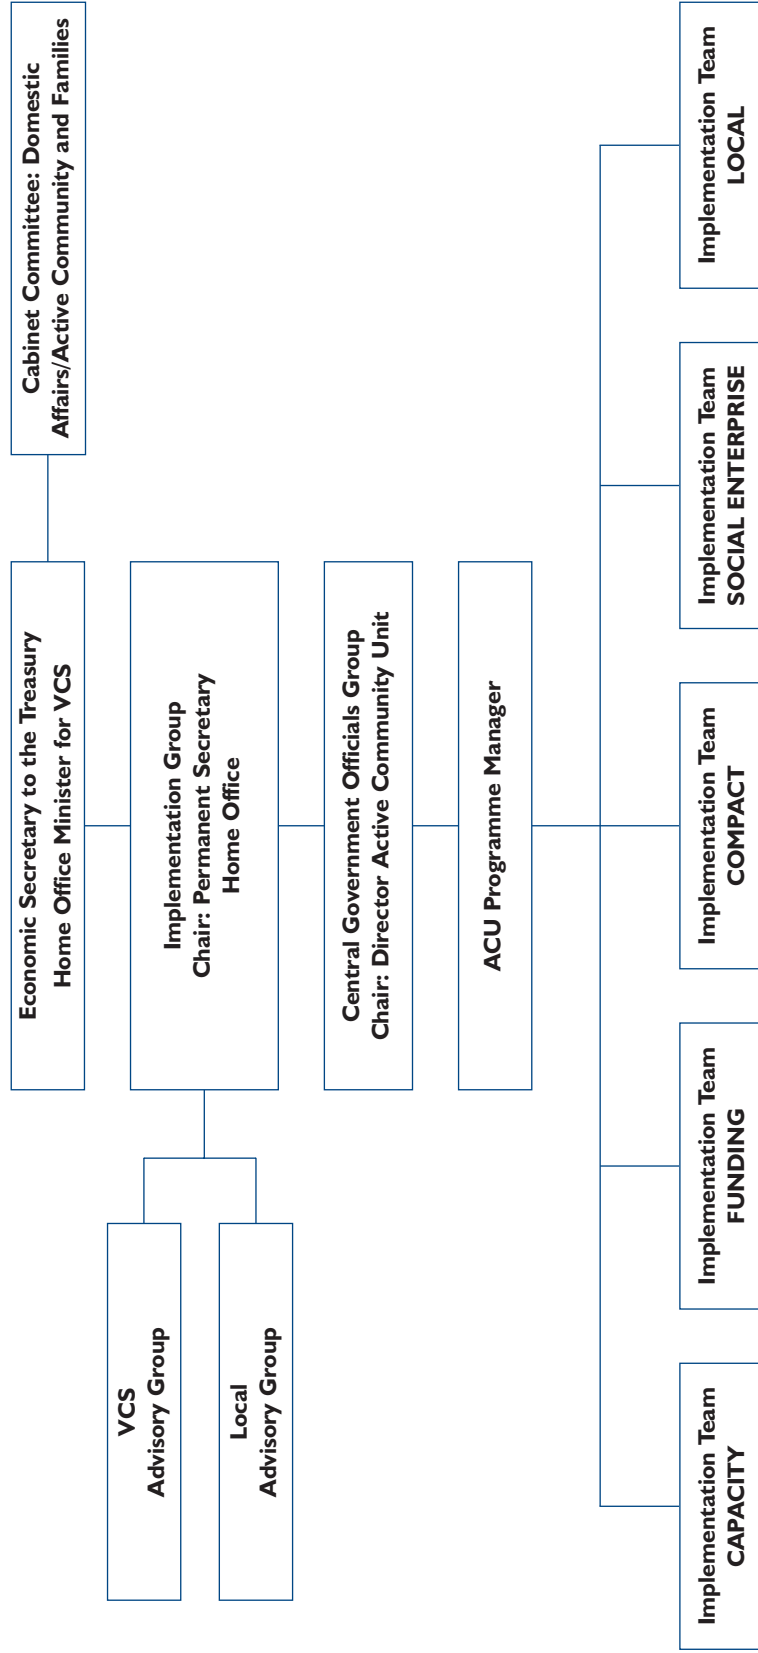 Economic Secretary to the Treasury
Home Office Minister for VCS
Cabinet Committee: Domestic
Affairs/Active Community and Families
Implementation Group
Chair: Permanent Secretary
Home Office
VCS
Advisory Group
Local
Advisory Group
Central Government Officials Group
Chair: Director Active Community Unit
ACU Programme Manager
Implementation Team
CAPACITY
Implementation Team
FUNDING
Implementation Team
COMPACT
Implementation Team
SOCIAL ENTERPRISE
Implementation Team
LOCAL